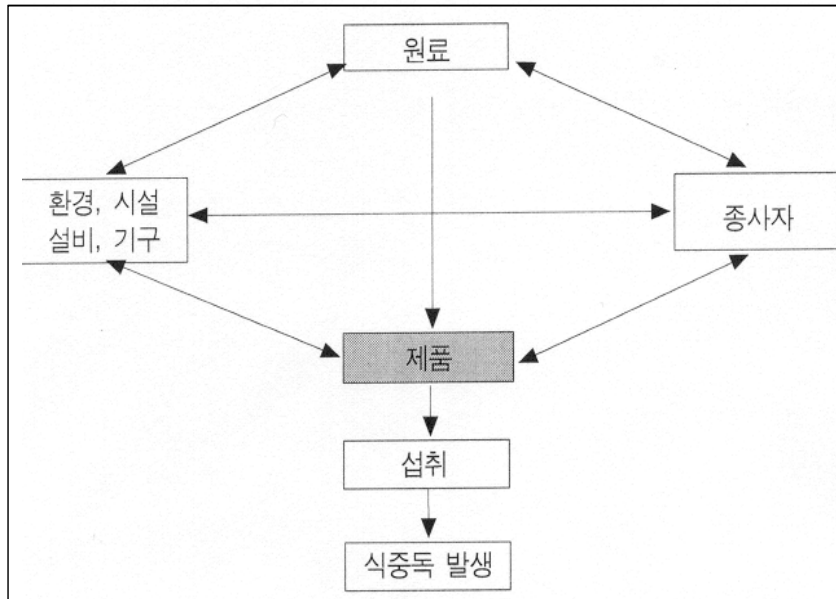 원료
환경, 시설
설비, 기구
종사자
제품
섭취
식중독 발생